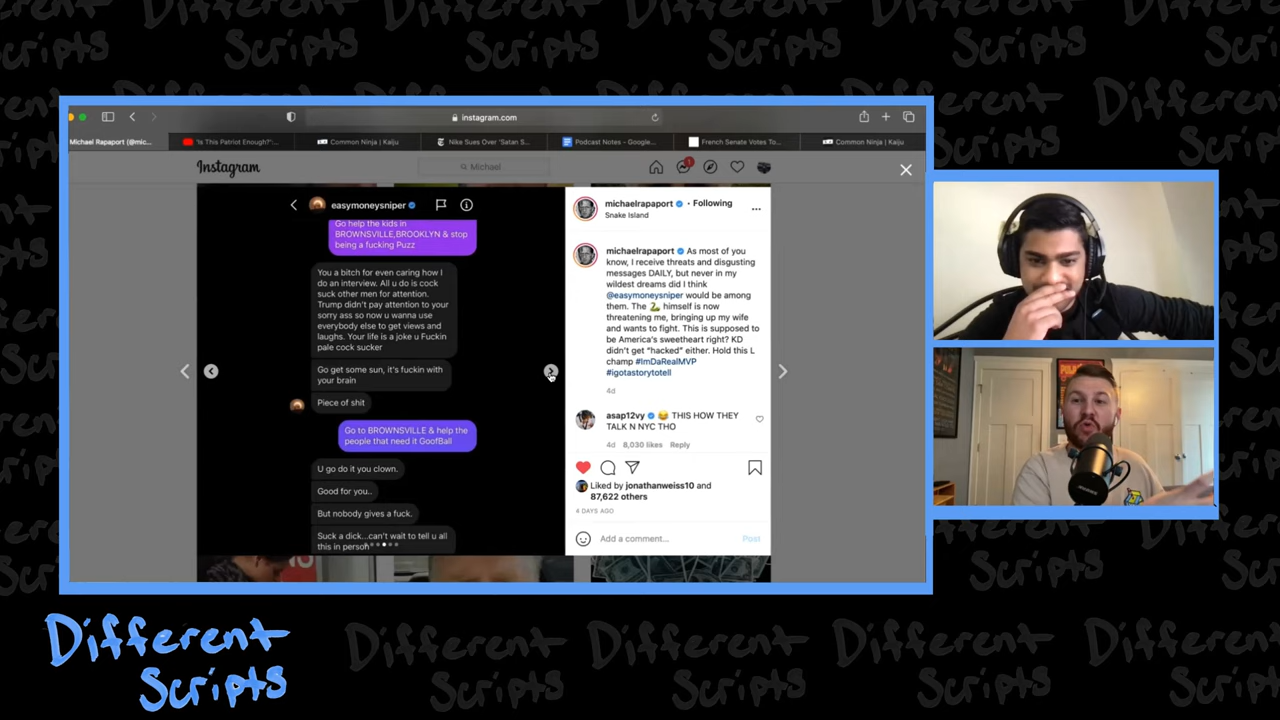 Different
Scripts
instagram.com
Michael Rapaport (@mic...
'Is This Patriot Enough?':...
Common Ninja | Kaiju
Nike Sues Over 'Satan S...
Podcast Notes - Google...
French Senate Votes To...
Common Ninja | Kaiju
Instagram
Michael
1
easymoneysniper
Go help the kids in
BROWNSVILLE,BROOKLYN & stop
being a fucking Puzz
You a bitch for even caring how I
do an interview. All u do is cock
suck other men for attention.
Trump didn't pay attention to your
sorry ass so now u wanna use
everybody else to get views and
laughs. Your life is a joke u Fuckin
pale cock sucker
Go get some sun, it's fuckin with
your brain
Piece of shit
Go to BROWNSVILLE & help the
people that need it GoofBall
U go do it you clown.
Good for you..
But nobody gives a fuck.
Suck a dick...can't wait to tell u all
this in person
michaelrapaport • Following
Snake Island
michaelrapaport As most of you
know, I receive threats and disgusting
messages DAILY, but never in my
wildest dreams did I think
@easymoneysniper would be among
them. The 🐍 himself is now
threatening me, bringing up my wife
and wants to fight. This is supposed to
be America's sweetheart right? KD
didn't get "hacked" either. Hold this L
champ #ImDaRealMVP
#igotastorytotell
4d
asap12vy 😂 THIS HOW THEY
TALK N NYC THO
4d 8,030 likes Reply
Liked by jonathanweiss10 and
87,622 others
4 DAYS AGO
Add a comment...
Post
Different
Scripts